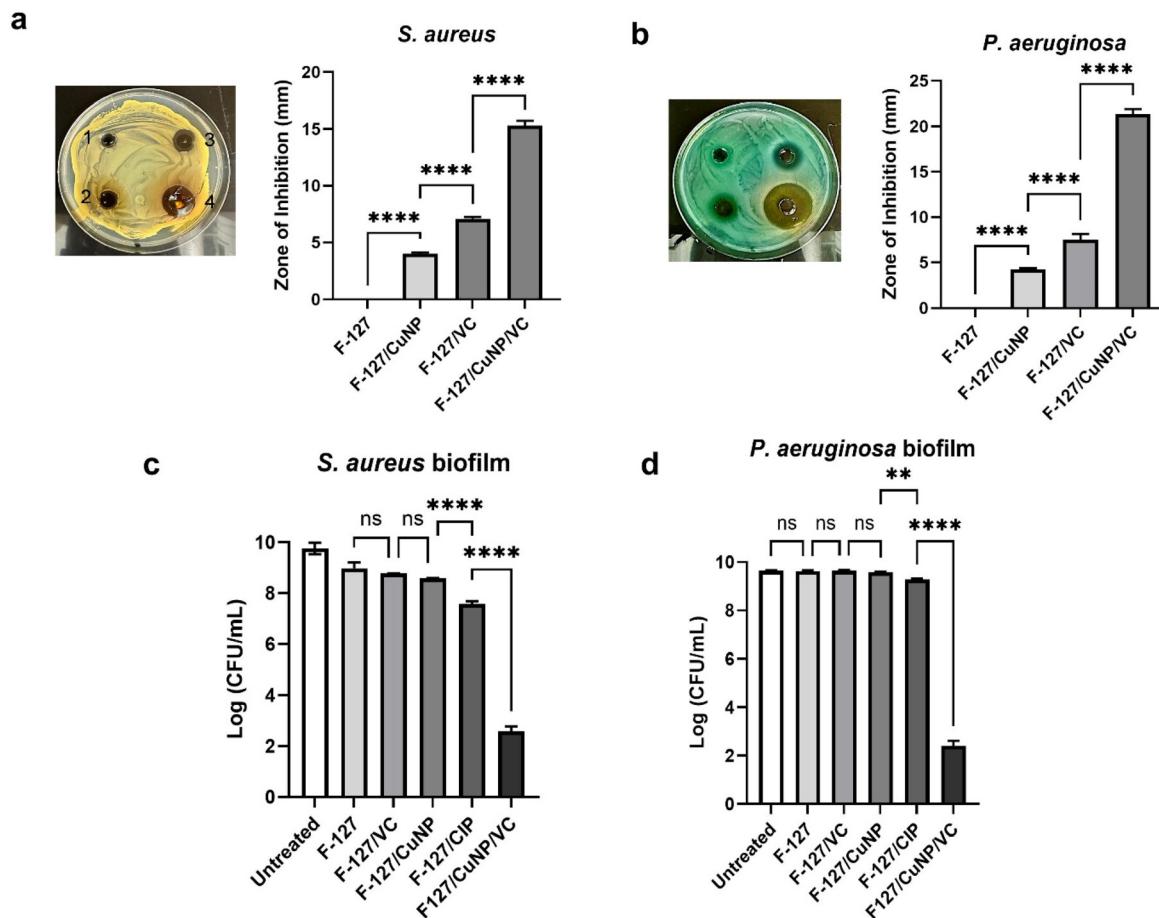 a
S. aureus
1
2
3
4
Zone of Inhibition (mm)
20
15
10
5
0
****
****
****
F-127
F-127/CuNP
F-127/VC
F-127/CuNP/VC
b
P. aeruginosa
Zone of Inhibition (mm)
25
20
15
10
5
0
****
****
****
F-127
F-127/CuNP
F-127/VC
F-127/CuNP/VC
c
S. aureus biofilm
Log (CFU/mL)
10
8
6
4
2
0
ns
ns
****
****
Untreated
F-127
F-127/VC
F-127/CuNP
F-127/CIP
F127/CuNP/VC
d
P. aeruginosa biofilm
Log (CFU/mL)
10
8
6
4
2
0
ns
ns
ns
**
****
Untreated
F-127
F-127/VC
F-127/CuNP
F-127/CIP
F127/CuNP/VC